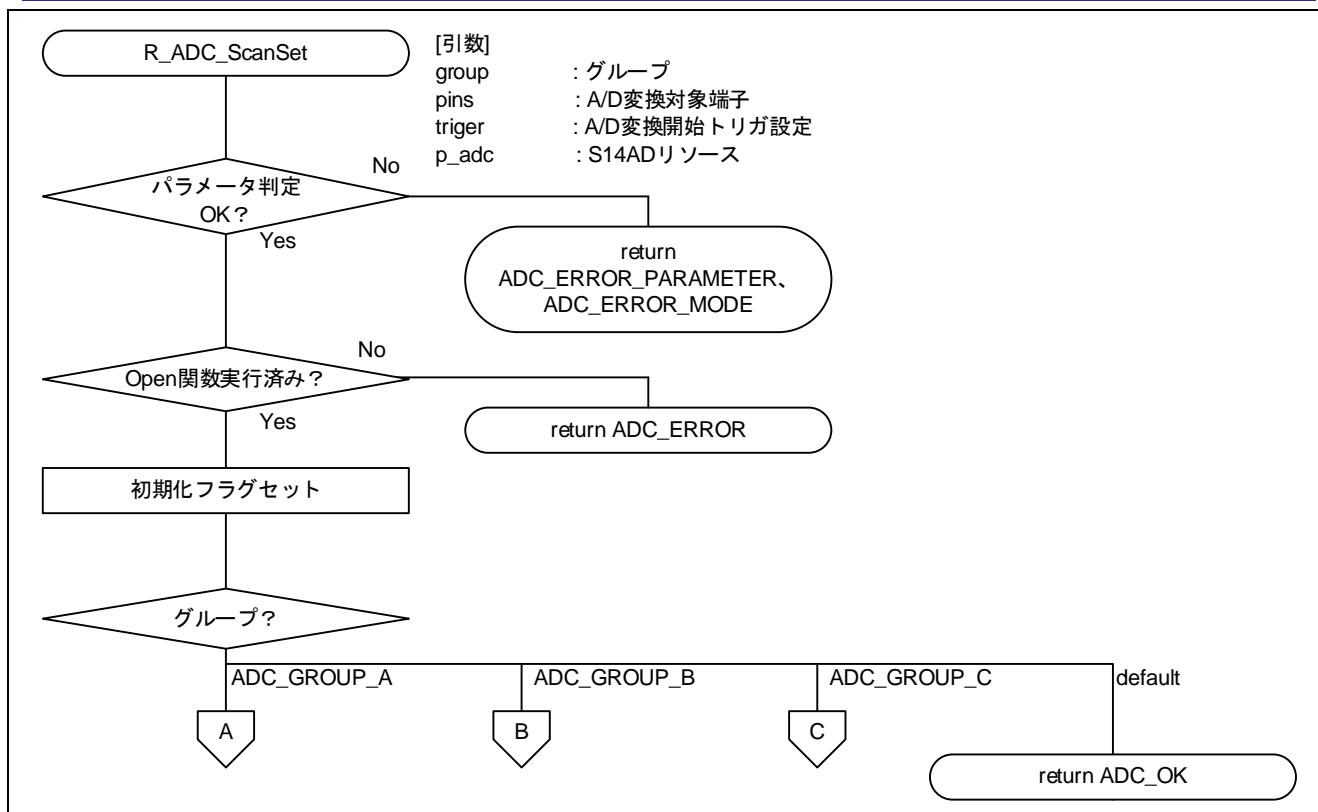 R_ADC_ScanSet
[引数]
group : グループ
pins : A/D変換対象端子
triger : A/D変換開始トリガ設定
p_adc : S14ADリソース
パラメータ判定
OK?
No
Yes
return
ADC_ERROR_PARAMETER、
ADC_ERROR_MODE
Open関数実行済み?
No
Yes
return ADC_ERROR
初期化フラグセット
グループ?
ADC_GROUP_A
ADC_GROUP_B
ADC_GROUP_C
default
A
B
C
return ADC_OK